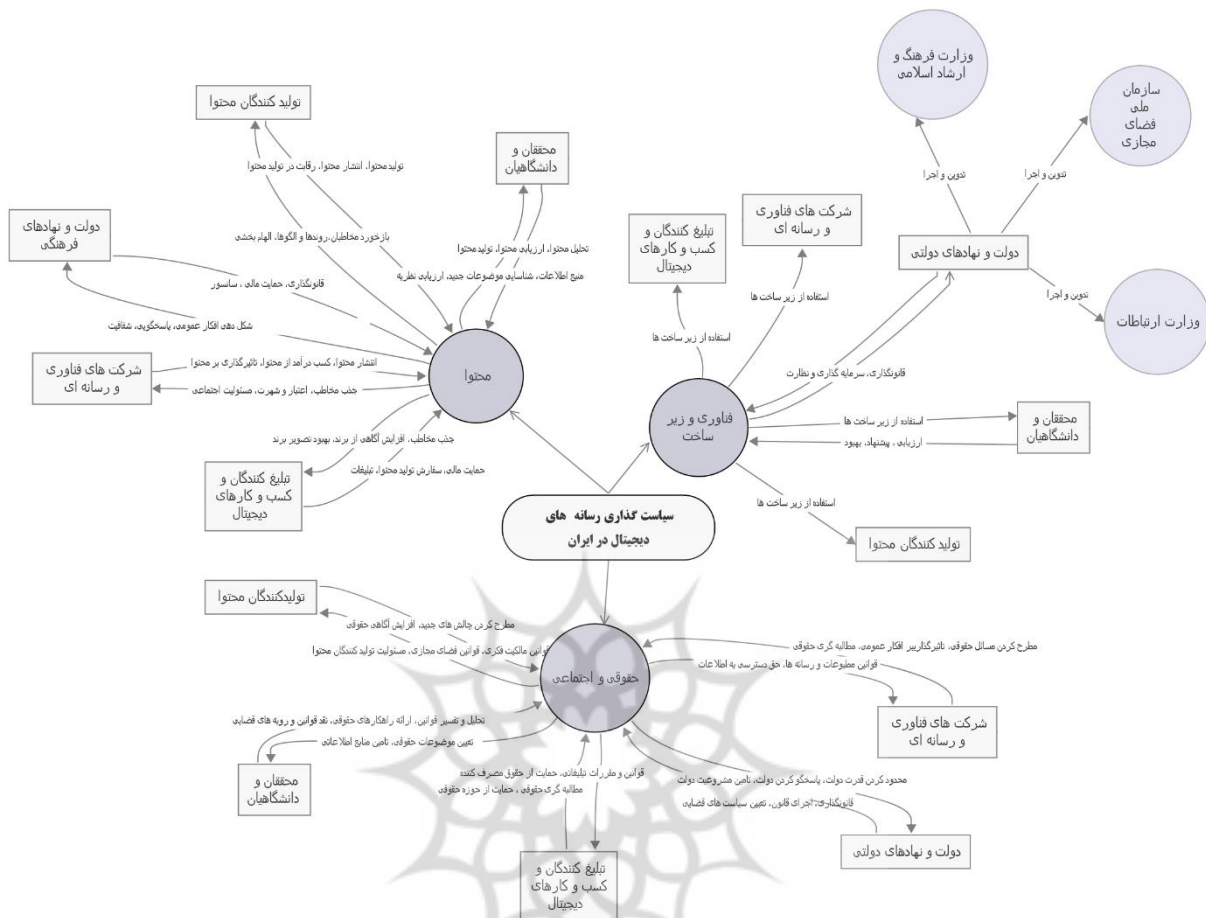 وزارت فرهنگ و
ارشاد اسلامی
سازمان
ملی
فضای
مجازی
تدوین و اجرا
تدوین و اجرا
دولت و نهادهای دولتی
تدوین و اجرا
وزارت ارتباطات
شرکت های فناوری
و رسانه ای
تبلیغ کنندگان و
کسب و کارهای
دیجیتال
استفاده از زیر ساخت ها
استفاده از زیر ساخت ها
قانونگذاری، سرمایه گذاری و نظارت
فناوری و زیر
ساخت
استفاده از زیر ساخت ها
ارزیابی ، پیشنهاد، بهبود
محققان و
دانشگاهیان
استفاده از زیر ساخت ها
تولید کنندگان محتوا
تولید کنندگان محتوا
تولیدمحتوا، انتشار محتوا، رقابت در تولید محتوا
بازخورد مخاطبان،روندها و الگوها، الهام بخشی
محققان و
دانشگاهیان
تحلیل محتوا، ارزیابی محتوا، تولیدمحتوا
منبع اطلاعات، شناسایی موضوعات جدید، ارزیابی نظریه
دولت و نهادهای
فرهنگی
قانونگذاری، حمایت مالی ، سانسور
شکل دهی افکار عمومی، پاسخگویی، شفافیت
محتوا
شرکت های فناوری
و رسانه ای
انتشار محتوا، کسب درآمد از محتوا، تاثیرگذاری بر محتوا
جذب مخاطب، اعتبار و شهرت، مسئولیت اجتماعی
جذب مخاطب، افزایش آگاهی از برند، بهبود تصویر برند
حمایت مالی، سفارش تولید محتوا، تبلیغات
تبلیغ کنندگان و
کسب و کارهای
دیجیتال
سیاست گذاری رسانه های
دیجیتال در ایران
تولیدکنندگان محتوا
مطرح کردن چالش های جدید، افزایش آگاهی حقوقی
قوانین مالکیت فکری، قوانین فضای مجازی، مسئولیت تولید کنندگان محتوا
حقوقی و اجتماعی
مطرح کردن مسائل حقوقی، تاثیرگذاربر افکار عمومی، مطالبه گری حقوقی
قوانین مطبوعات و رسانه ها، حق دسترسی به اطلاعات
شرکت های فناوری
و رسانه ای
تحلیل و تفسیر قوانین، ارائه راهکارهای حقوقی، نقد قوانین و رویه های قضایی
تعیین موضوعات حقوقی، تامین منابع اطلاعاتی
محققان و
دانشگاهیان
قوانین و مقررات تبلیغاتی، حمایت از حقوق مصرف کننده
مطالبه گری حقوقی ، حمایت از حوزه حقوقی
تبلیغ کنندگان و
کسب و کارهای
دیجیتال
محدود کردن قدرت دولت، پاسخگو کردن دولت، تامین مشروعیت دولت
قانونگذاری، اجرای قانون، تعیین سیاست های قضایی
دولت و نهادهای دولتی